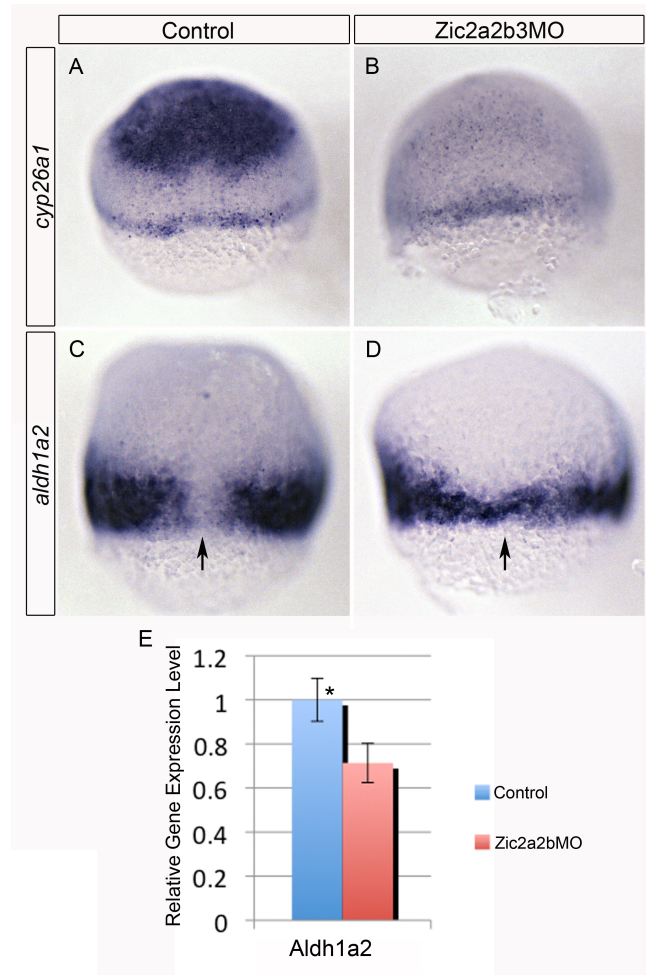 Control
Zic2a2b3MO
cyp26a1
A
B
aldh1a2
C
D
E
Relative Gene Expression Level
1.2
1
0.8
0.6
0.4
0.2
0
*
Aldh1a2
Control
Zic2a2bMO